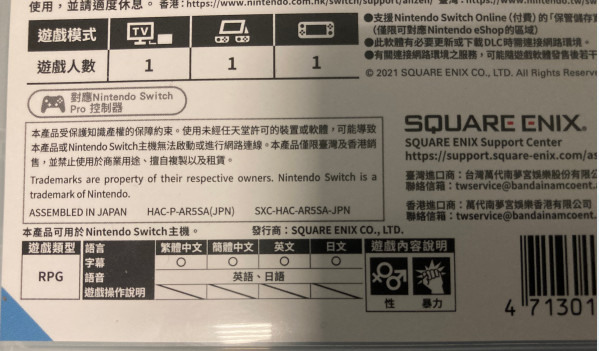 使用，並請適度休息。香港：https://www.nintendo.com.hk/switch/support/anzen/
遊戲模式 TV
遊戲人數 1 1 1
●支援Nintendo Switch Online（付費）的「保管儲存
（僅限可對應Nintendo eShop的區域）
●此軟體有必要更新或下載DLC時需連接網路環境。
●有關連接網路環境之服務，可能隨遊戲軟體發售後若干
© 2021 SQUARE ENIX CO., LTD. All Rights Reserve
對應Nintendo Switch
Pro 控制器
本產品受保護知識產權的保障約束。使用未經任天堂許可的裝置或軟體，可能導致
本產品或Nintendo Switch主機無法啟動或進行網路連線。本產品僅限臺灣及香港銷
售，並禁止使用於商業用途、擅自複製以及租賃。
Trademarks are property of their respective owners. Nintendo Switch is a
trademark of Nintendo.
ASSEMBLED IN JAPAN HAC-P-AR5SA(JPN) SXC-HAC-AR5SA-JPN
SQUARE ENIX.
SQUARE ENIX Support Center
https://support.square-enix.com/as
臺灣進口商：台灣萬代南夢宮娛樂股份有限公
聯絡信箱：twservice@bandainamcoent.
香港進口商：萬代南夢宮娛樂香港有限公司
聯絡信箱：twservice@bandainamcoent.c
本產品可用於Nintendo Switch主機。 發行商：SQUARE ENIX CO., LTD.
遊戲類型 語言 繁體中文 簡體中文 英文 日文
RPG 字幕 ○ ○ ○ ○
語音 英語、日語
遊戲操作說明
遊戲內容說明
性 暴力
4 71301